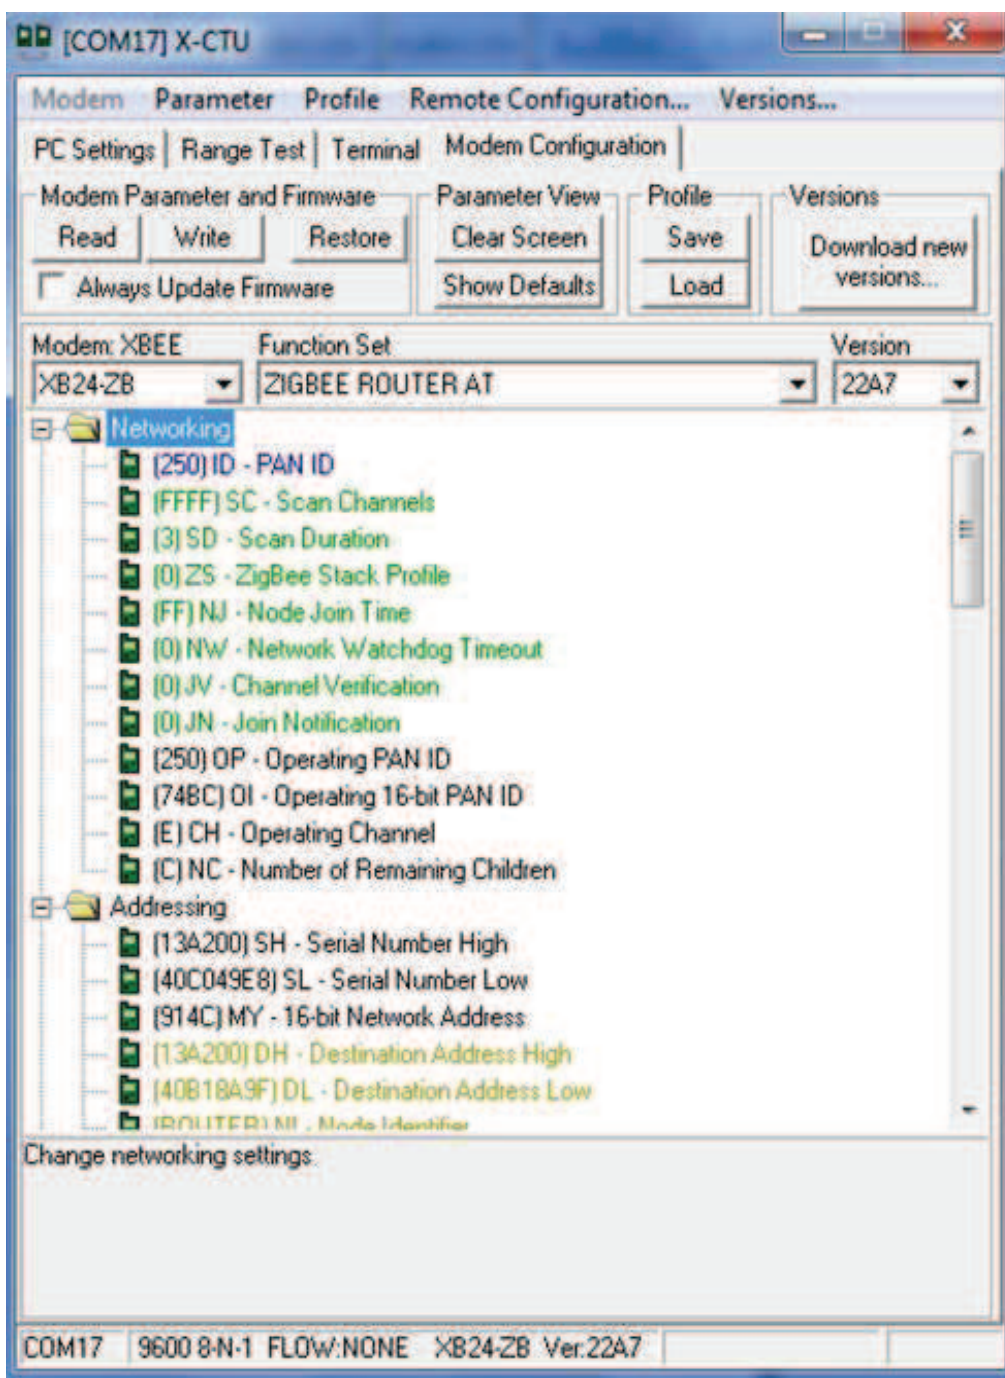 [COM17] X-CTU
Modem Parameter Profile Remote Configuration... Versions...
PC Settings Range Test Terminal Modem Configuration
Modem Parameter and Firmware Parameter View Profile Versions
Read Write Restore Clear Screen Save Download new versions...
Always Update Firmware Show Defaults Load
Modem: XBEE Function Set Version
XB24-ZB ZIGBEE ROUTER AT 22A7
Networking
(250) ID - PAN ID
(FFFF) SC - Scan Channels
(3) SD - Scan Duration
(0) ZS - ZigBee Stack Profile
(FF) NJ - Node Join Time
(0) NW - Network Watchdog Timeout
(0) JV - Channel Verification
(0) JN - Join Notification
(250) OP - Operating PAN ID
(74BC) OI - Operating 16-bit PAN ID
(E) CH - Operating Channel
(C) NC - Number of Remaining Children
Addressing
(13A200) SH - Serial Number High
(40C049E8) SL - Serial Number Low
(914C) MY - 16-bit Network Address
(13A200) DH - Destination Address High
(40B18A9F) DL - Destination Address Low
(ROUTER) NI - Node Identifier
Change networking settings
COM17 9600 8-N-1 FLOW:NONE XB24-ZB Ver:22A7